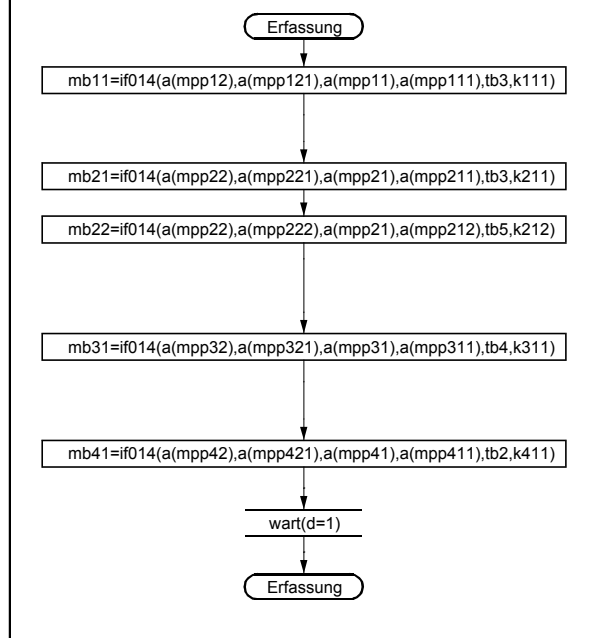 Erfassung
mb11=if014(a(mpp12),a(mpp121),a(mpp11),a(mpp111),tb3,k111)
mb21=if014(a(mpp22),a(mpp221),a(mpp21),a(mpp211),tb3,k211)
mb22=if014(a(mpp22),a(mpp222),a(mpp21),a(mpp212),tb5,k212)
mb31=if014(a(mpp32),a(mpp321),a(mpp31),a(mpp311),tb4,k311)
mb41=if014(a(mpp42),a(mpp421),a(mpp41),a(mpp411),tb2,k411)
wart(d=1)
Erfassung